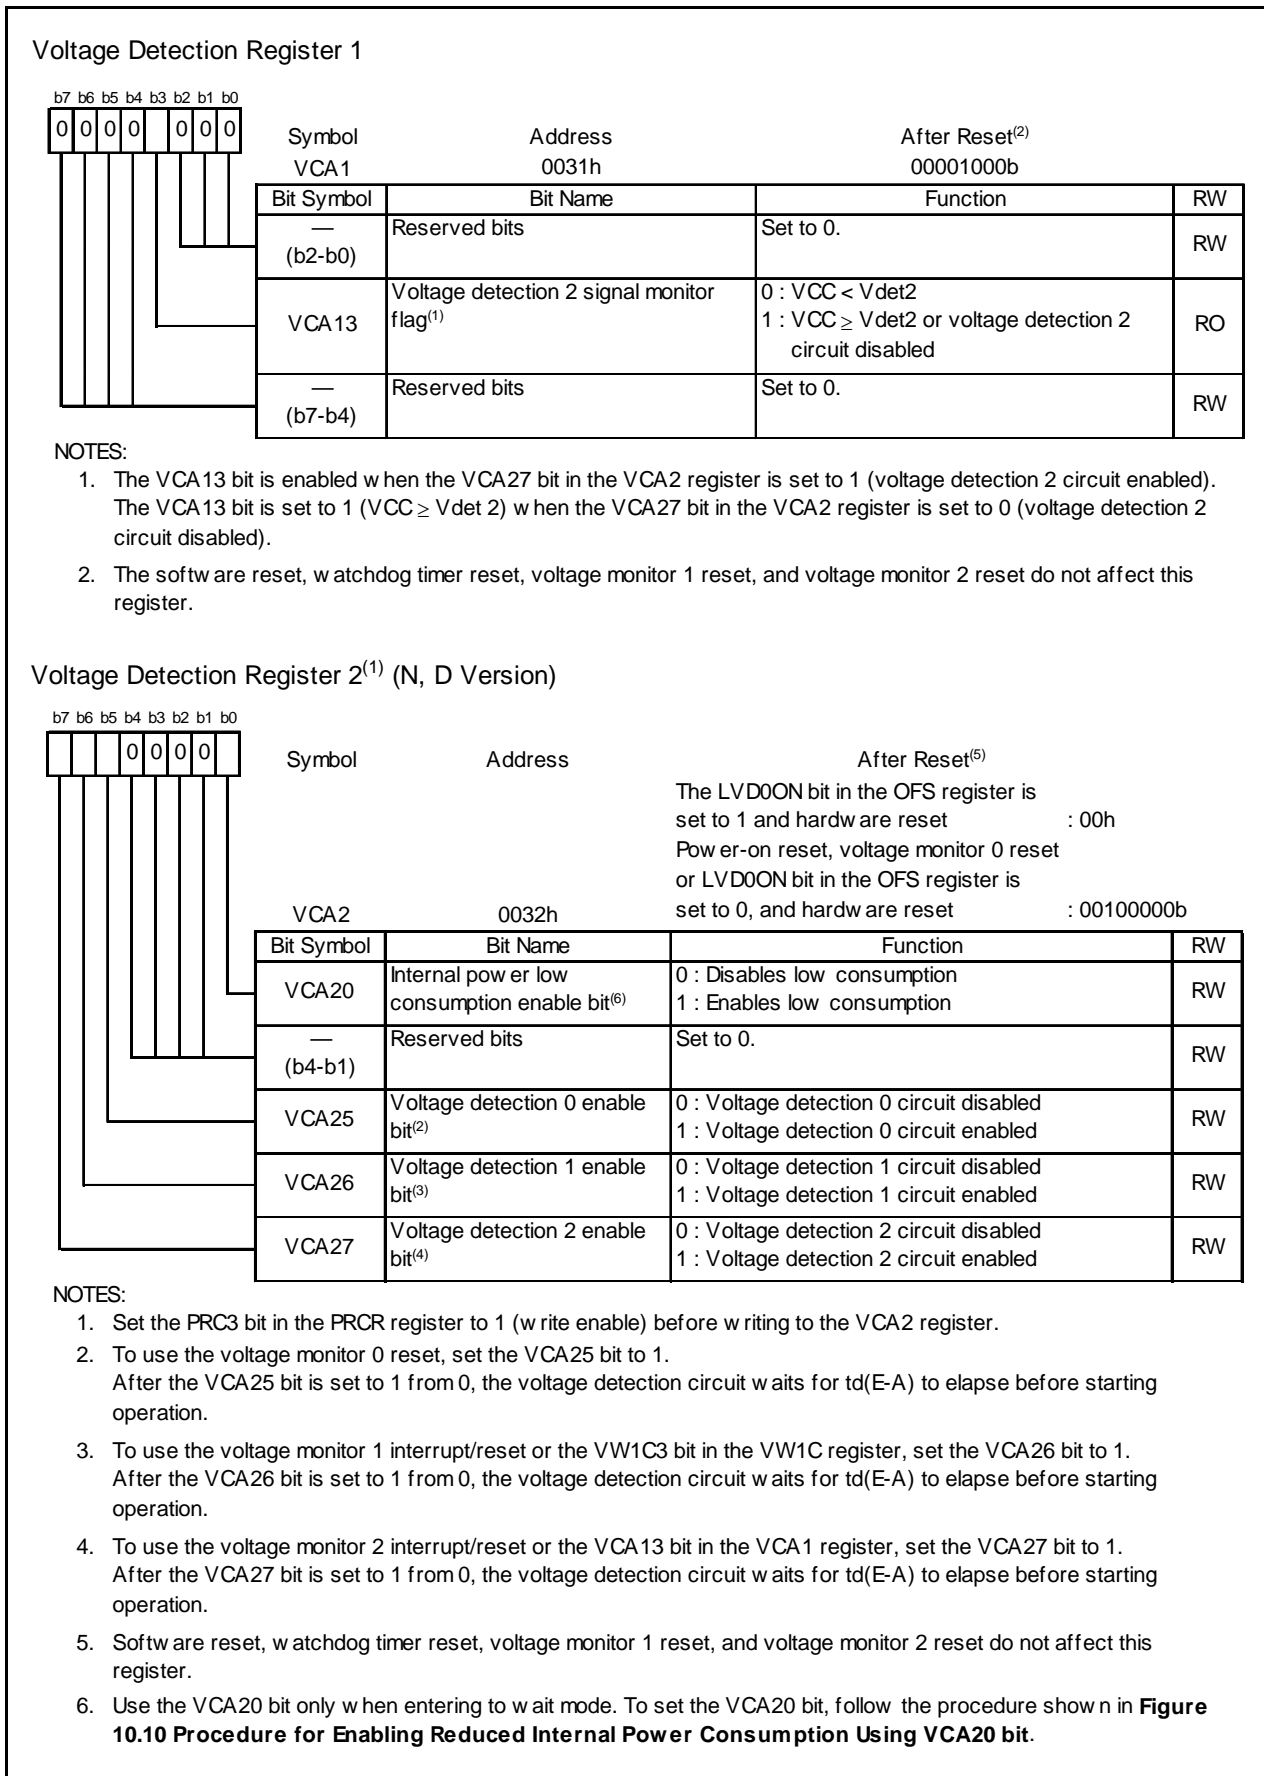 Voltage Detection Register 1
b7 b6 b5 b4 b3 b2 b1 b0
0 0 0 0 0 0 0
Symbol Address After Reset(2)
VCA1 0031h 00001000b
Bit Symbol Bit Name Function RW
—
(b2-b0)
Reserved bits
Set to 0.
RW
VCA13
Voltage detection 2 signal monitor
flag(1)
0 : VCC < Vdet2
1 : VCC ≥ Vdet2 or voltage detection 2
circuit disabled
RO
—
(b7-b4)
Reserved bits
Set to 0.
RW
NOTES:
1. The VCA13 bit is enabled when the VCA27 bit in the VCA2 register is set to 1 (voltage detection 2 circuit enabled).
The VCA13 bit is set to 1 (VCC ≥ Vdet 2) when the VCA27 bit in the VCA2 register is set to 0 (voltage detection 2
circuit disabled).
2. The software reset, watchdog timer reset, voltage monitor 1 reset, and voltage monitor 2 reset do not affect this
register.
Voltage Detection Register 2(1) (N, D Version)
b7 b6 b5 b4 b3 b2 b1 b0
0 0 0 0
Symbol Address After Reset(5)
The LVD0ON bit in the OFS register is
set to 1 and hardware reset : 00h
Power-on reset, voltage monitor 0 reset
or LVD0ON bit in the OFS register is
VCA2 0032h set to 0, and hardware reset : 00100000b
Bit Symbol Bit Name Function RW
VCA20
Internal power low
consumption enable bit(6)
0 : Disables low consumption
1 : Enables low consumption
RW
—
(b4-b1)
Reserved bits
Set to 0.
RW
VCA25
Voltage detection 0 enable
bit(2)
0 : Voltage detection 0 circuit disabled
1 : Voltage detection 0 circuit enabled
RW
VCA26
Voltage detection 1 enable
bit(3)
0 : Voltage detection 1 circuit disabled
1 : Voltage detection 1 circuit enabled
RW
VCA27
Voltage detection 2 enable
bit(4)
0 : Voltage detection 2 circuit disabled
1 : Voltage detection 2 circuit enabled
RW
NOTES:
1. Set the PRC3 bit in the PRCR register to 1 (write enable) before writing to the VCA2 register.
2. To use the voltage monitor 0 reset, set the VCA25 bit to 1.
After the VCA25 bit is set to 1 from 0, the voltage detection circuit waits for td(E-A) to elapse before starting
operation.
3. To use the voltage monitor 1 interrupt/reset or the VW1C3 bit in the VW1C register, set the VCA26 bit to 1.
After the VCA26 bit is set to 1 from 0, the voltage detection circuit waits for td(E-A) to elapse before starting
operation.
4. To use the voltage monitor 2 interrupt/reset or the VCA13 bit in the VCA1 register, set the VCA27 bit to 1.
After the VCA27 bit is set to 1 from 0, the voltage detection circuit waits for td(E-A) to elapse before starting
operation.
5. Software reset, watchdog timer reset, voltage monitor 1 reset, and voltage monitor 2 reset do not affect this
register.
6. Use the VCA20 bit only when entering to wait mode. To set the VCA20 bit, follow the procedure shown in Figure
10.10 Procedure for Enabling Reduced Internal Power Consumption Using VCA20 bit.